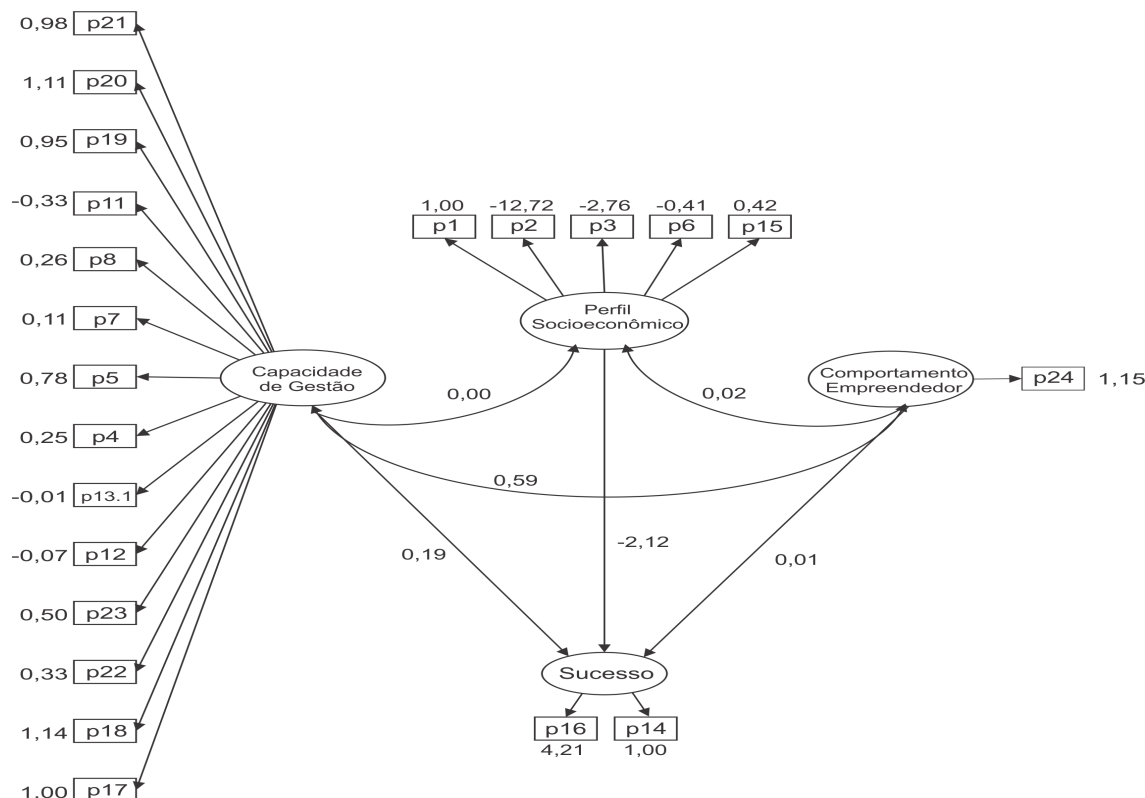 0,98 p21
1,11 p20
0,95 p19
-0,33 p11
0,26 p8
0,11 p7
0,78 p5
0,25 p4
-0,01 p13.1
-0,07 p12
0,50 p23
0,33 p22
1,14 p18
1,00 p17
Capacidade
de Gestão
1,00 -12,72 -2,76 -0,41 0,42
p1 p2 p3 p6 p15
Perfil
Socioeconômico
Comportamento
Empreendedor
p24 1,15
0,00
0,02
0,59
0,19
-2,12
0,01
Sucesso
p16 p14
4,21 1,00